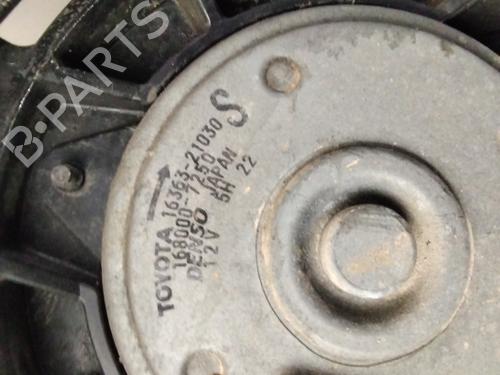 TOYOTA 16363-21030 S
168000-7250
DENSO JAPAN
12V 5H 22
B-PARTS